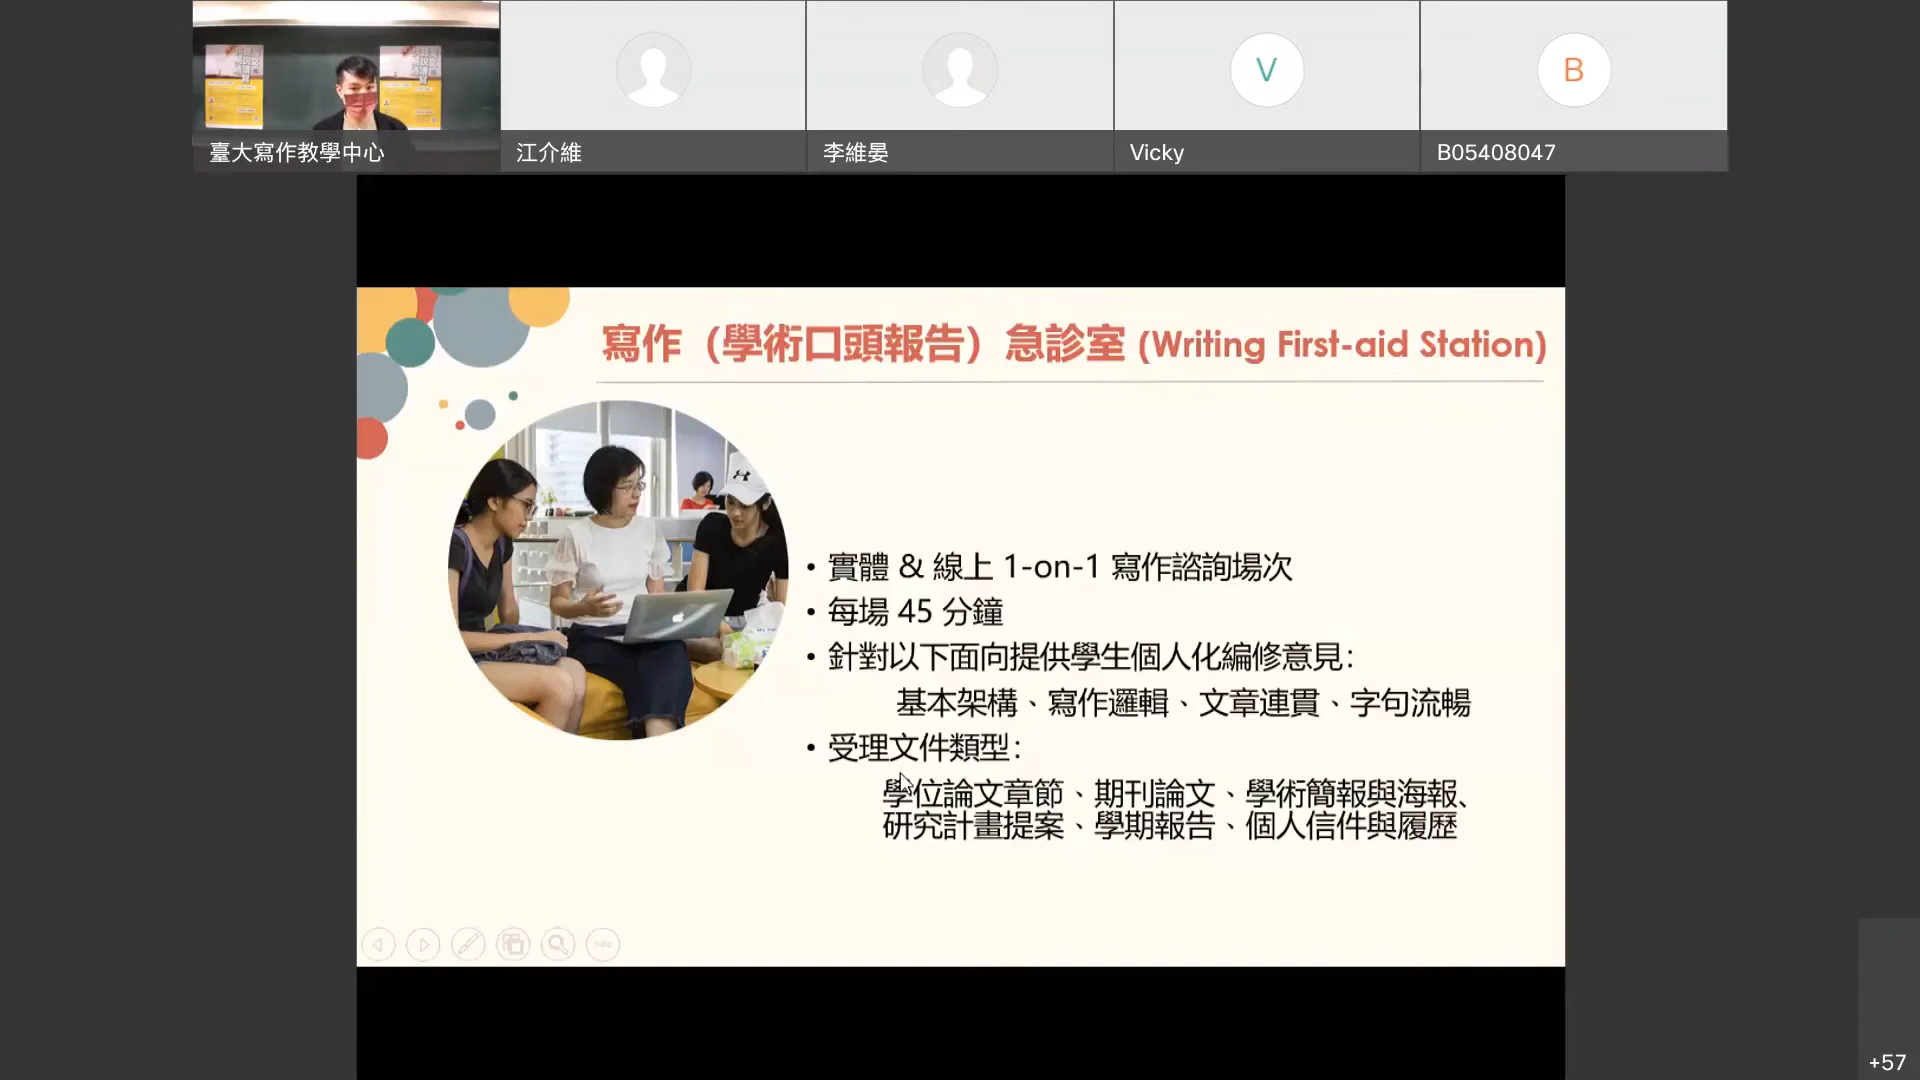 臺大寫作教學中心
江介維
李維晏
V
Vicky
B
B05408047
寫作（學術口頭報告）急診室 (Writing First-aid Station)
• 實體 & 線上 1-on-1 寫作諮詢場次
• 每場 45 分鐘
• 針對以下面向提供學生個人化編修意見：
基本架構、寫作邏輯、文章連貫、字句流暢
• 受理文件類型：
學位論文章節、期刊論文、學術簡報與海報、
研究計畫提案、學期報告、個人信件與履歷
+57